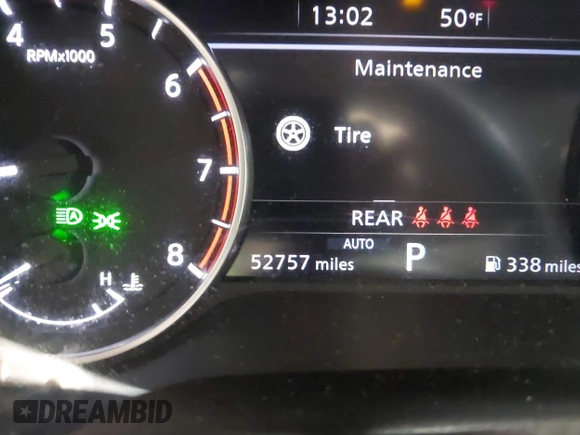 13:02 50°F
4 5 6 7 8
RPMx1000
Maintenance
Tire
REAR
AUTO
52757 miles P 338 miles
H
DREAMBID